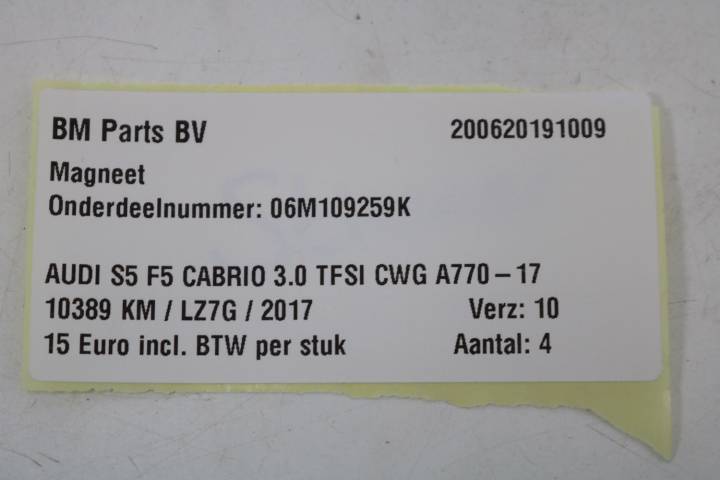 BM Parts BV 200620191009
Magneet
Onderdeelnummer: 06M109259K
AUDI S5 F5 CABRIO 3.0 TFSI CWG A770 – 17
10389 KM / LZ7G / 2017 Verz: 10
15 Euro incl. BTW per stuk Aantal: 4